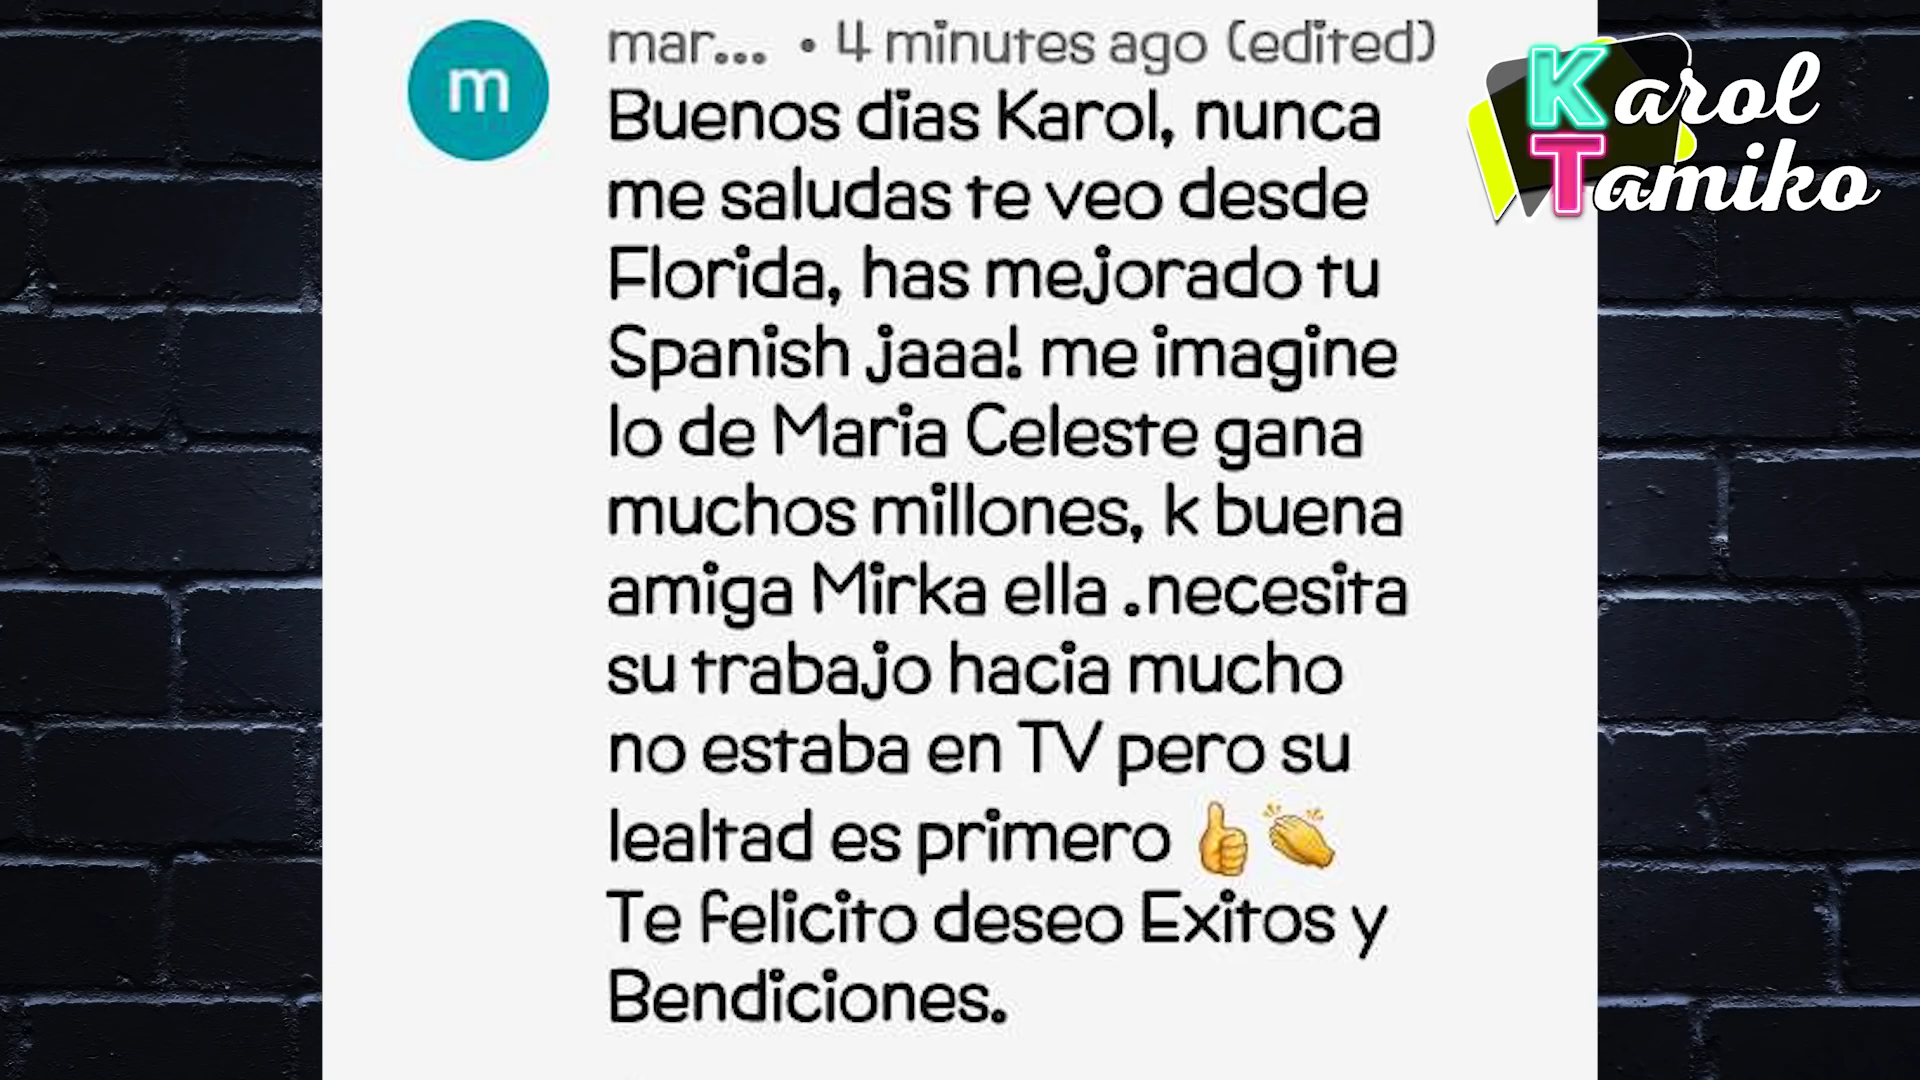 m
mar... • 4 minutes ago (edited)
Buenos dias Karol, nunca
me saludas te veo desde
Florida, has mejorado tu
Spanish jaaa! me imagine
lo de Maria Celeste gana
muchos millones, k buena
amiga Mirka ella .necesita
su trabajo hacia mucho
no estaba en TV pero su
lealtad es primero 👍👏
Te felicito deseo Exitos y
Bendiciones.
Karol
Tamiko